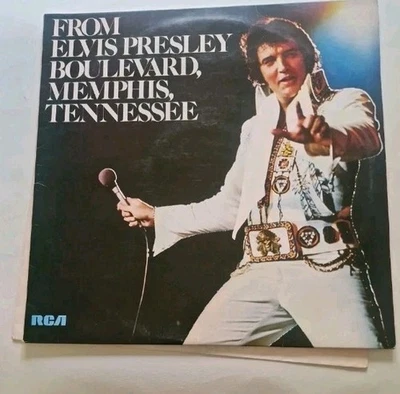 FROM
ELVIS PRESLEY
BOULEVARD,
MEMPHIS,
TENNESSEE
RCA